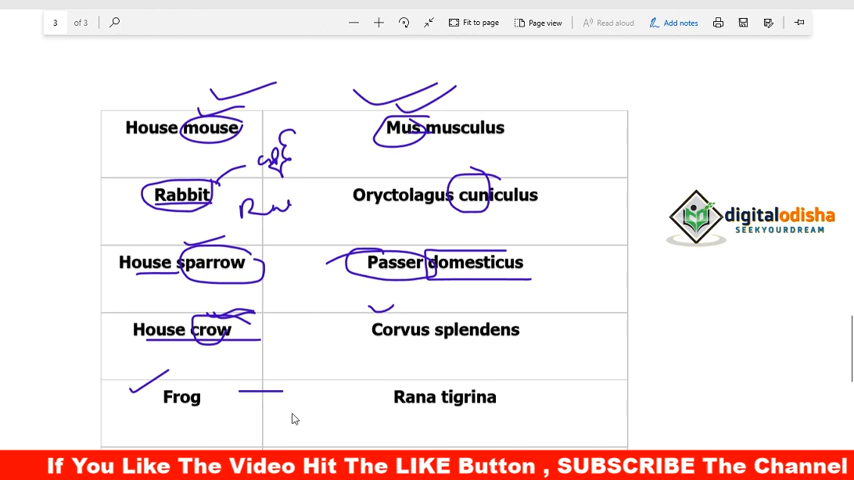 3 of 3 Fit to page Page view Read aloud Add notes
House mouse Mus musculus
Rabbit Oryctolagus cuniculus
House sparrow Passer domesticus
House crow Corvus splendens
Frog Rana tigrina
digitalodisha
SEEKYOURDREAM
If You Like The Video Hit The LIKE Button , SUBSCRIBE The Channel